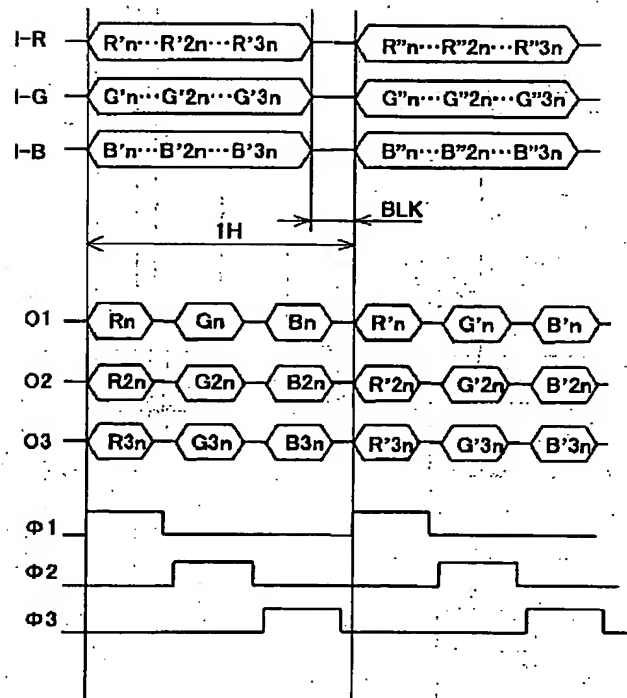 I-R R'n···R'2n···R'3n R"n···R"2n···R"3n
I-G G'n···G'2n···G'3n G"n···G"2n···G"3n
I-B B'n···B'2n···B'3n B"n···B"2n···B"3n
BLK
1H
O1 Rn Gn Bn R'n G'n B'n
O2 R2n G2n B2n R'2n G'2n B'2n
O3 R3n G3n B3n R'3n G'3n B'3n
Φ1
Φ2
Φ3